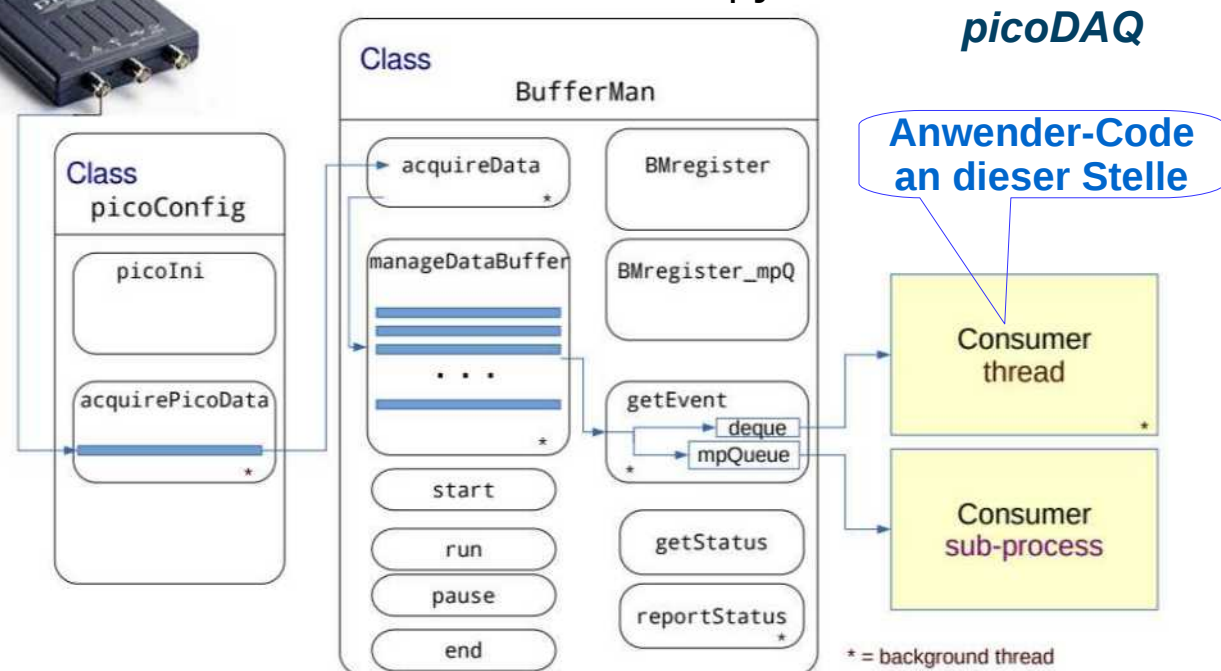 picoDAQ
Class
BufferMan
Anwender-Code
an dieser Stelle
Class
picoConfig
picoIni
acquirePicoData
*
acquireData
*
manageDataBuffer
. . .
*
start
run
pause
end
BMregister
BMregister_mpQ
getEvent
deque
mpQueue
*
getStatus
reportStatus
*
Consumer
thread
*
Consumer
sub-process
* = background thread